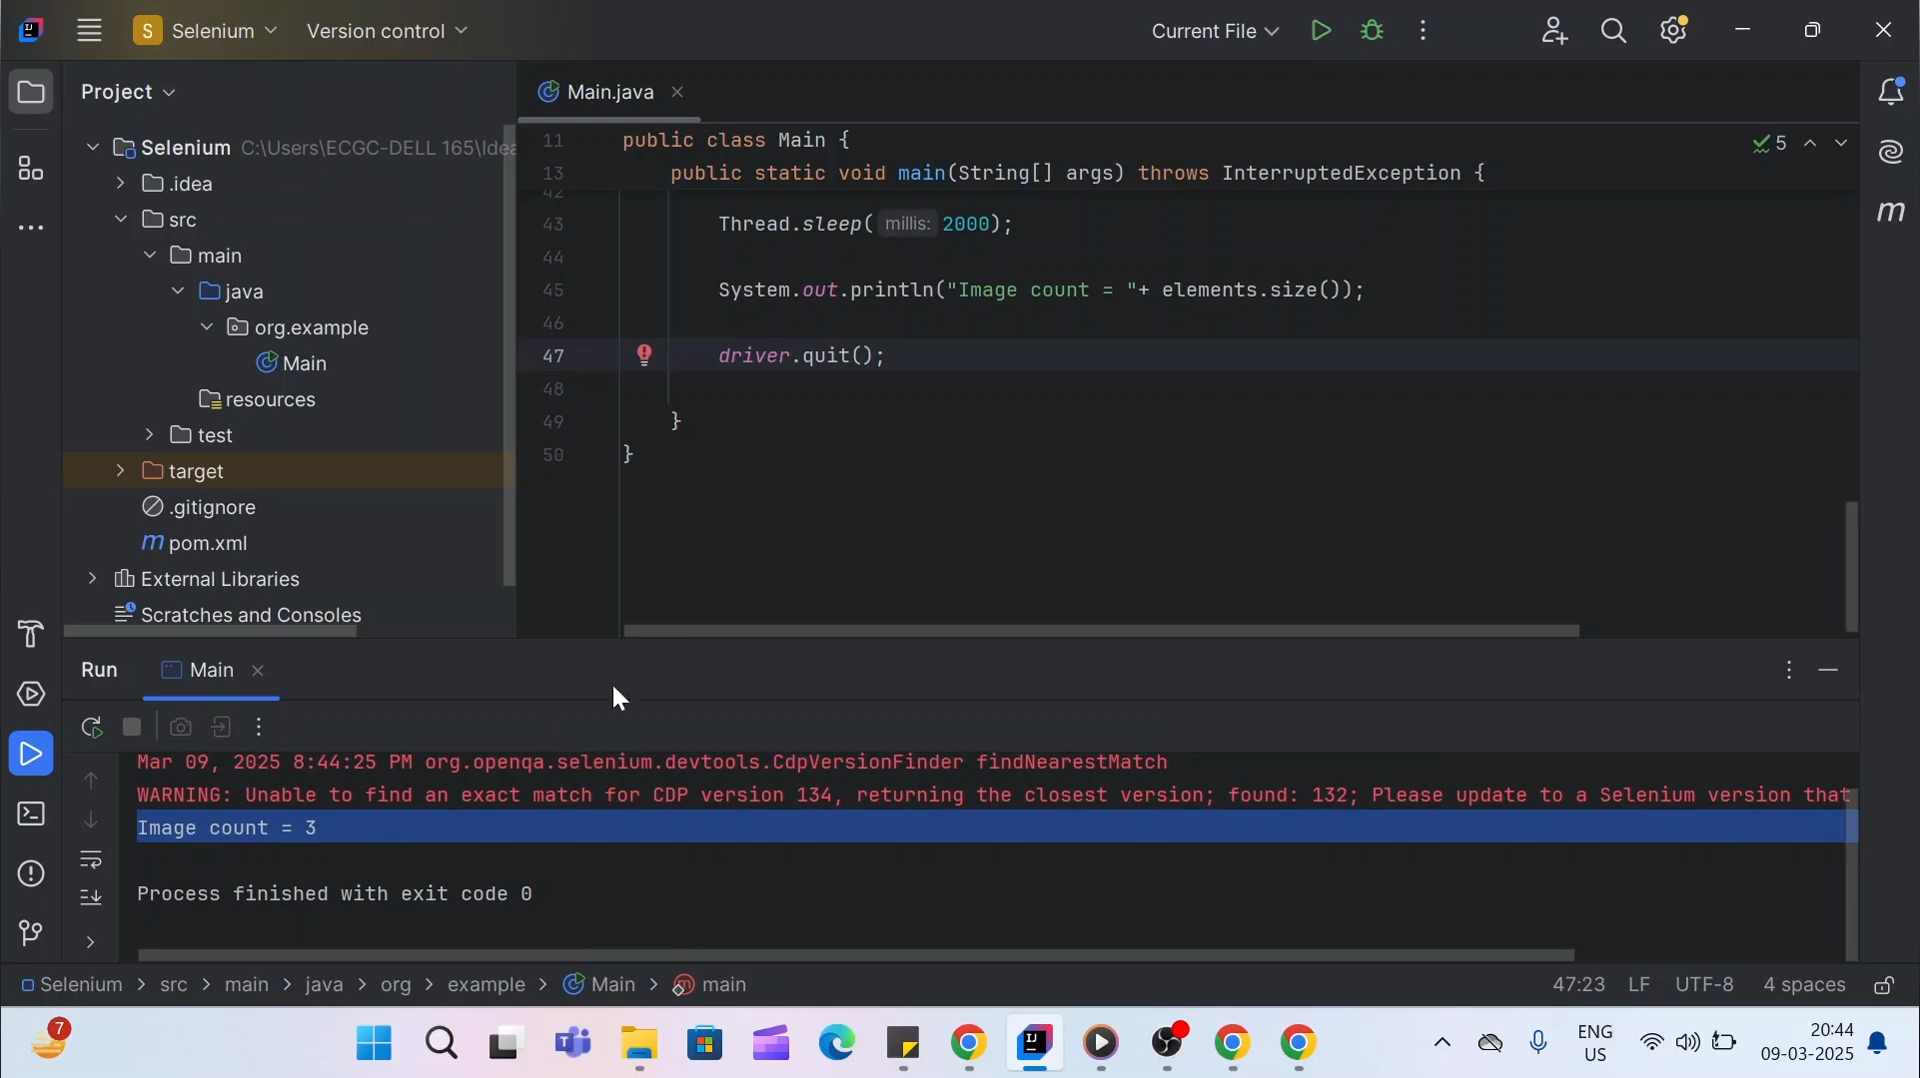 S Selenium Version control Current File
Project
Main.java
Selenium C:\Users\ECGC-DELL 165\Idea
.idea
src
main
java
org.example
Main
resources
test
target
.gitignore
pom.xml
External Libraries
Scratches and Consoles
11 public class Main {
13 public static void main(String[] args) throws InterruptedException {
5
42
43 Thread.sleep( millis: 2000);
44
45 System.out.println("Image count = "+ elements.size());
46
47 driver.quit();
48
49 }
50 }
Run Main
Mar 09, 2025 8:44:25 PM org.openqa.selenium.devtools.CdpVersionFinder findNearestMatch
WARNING: Unable to find an exact match for CDP version 134, returning the closest version; found: 132; Please update to a Selenium version that
Image count = 3
Process finished with exit code 0
Selenium > src > main > java > org > example > Main > main 47:23 LF UTF-8 4 spaces
7
ENG
US
20:44
09-03-2025